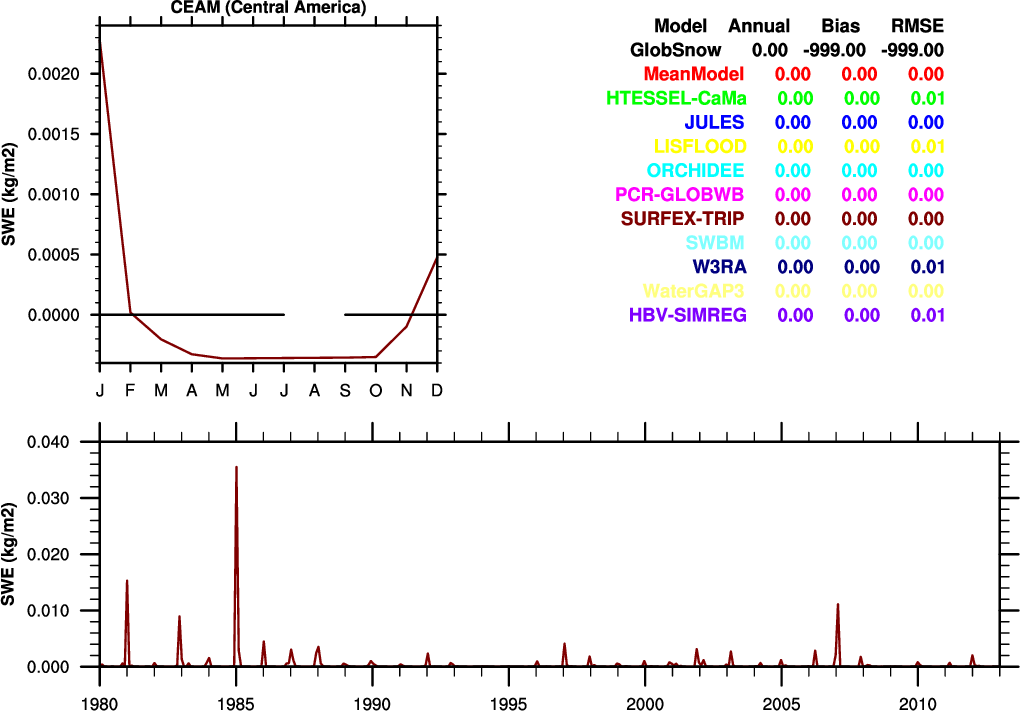 CEAM (Central America)
SWE (kg/m2)
0.0020
0.0015
0.0010
0.0005
0.0000
J F M A M J J A S O N D
Model Annual Bias RMSE
GlobSnow 0.00 -999.00 -999.00
MeanModel 0.00 0.00 0.00
HTESSEL-CaMa 0.00 0.00 0.01
JULES 0.00 0.00 0.00
LISFLOOD 0.00 0.00 0.01
ORCHIDEE 0.00 0.00 0.00
PCR-GLOBWB 0.00 0.00 0.00
SURFEX-TRIP 0.00 0.00 0.00
SWBM 0.00 0.00 0.00
W3RA 0.00 0.00 0.01
WaterGAP3 0.00 0.00 0.00
HBV-SIMREG 0.00 0.00 0.01
SWE (kg/m2)
0.040
0.030
0.020
0.010
0.000
1980 1985 1990 1995 2000 2005 2010